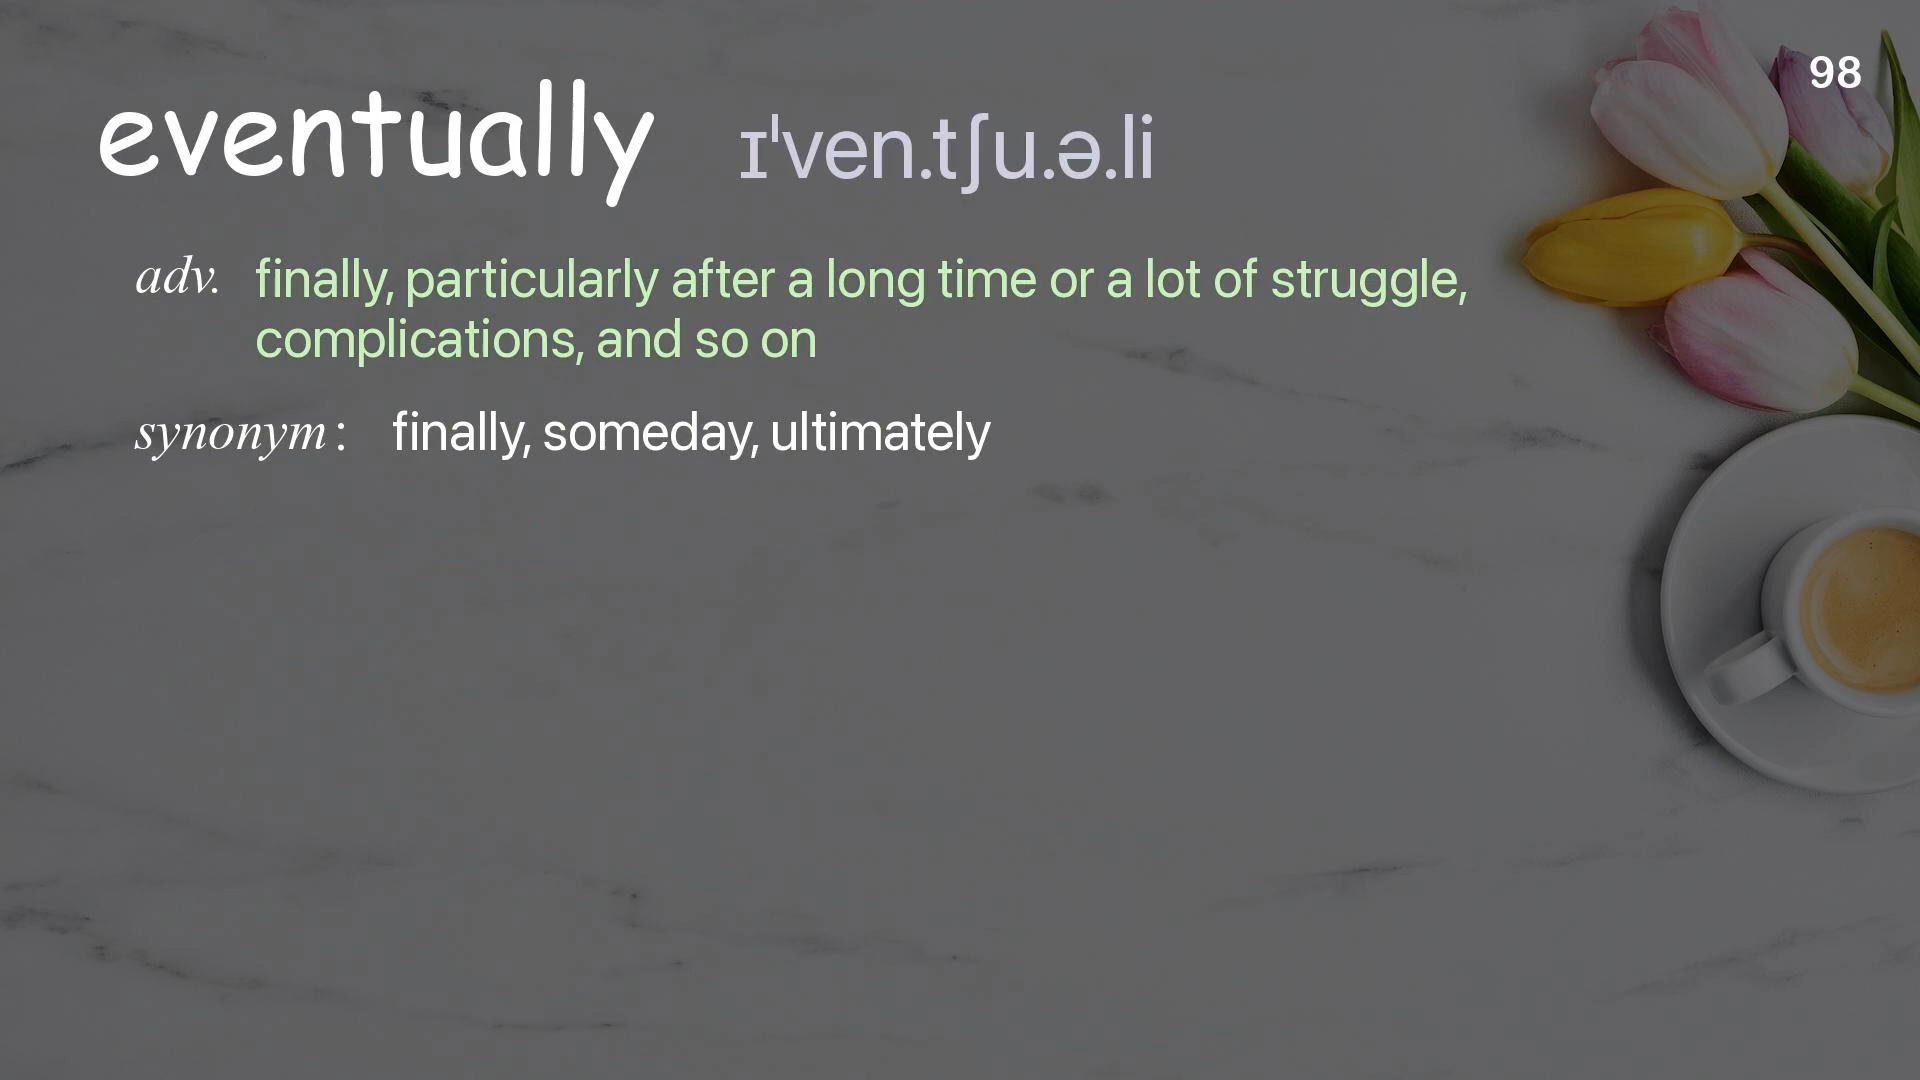 98
eventually ɪˈven.tʃu.ə.li
adv. finally, particularly after a long time or a lot of struggle,
complications, and so on
synonym : finally, someday, ultimately